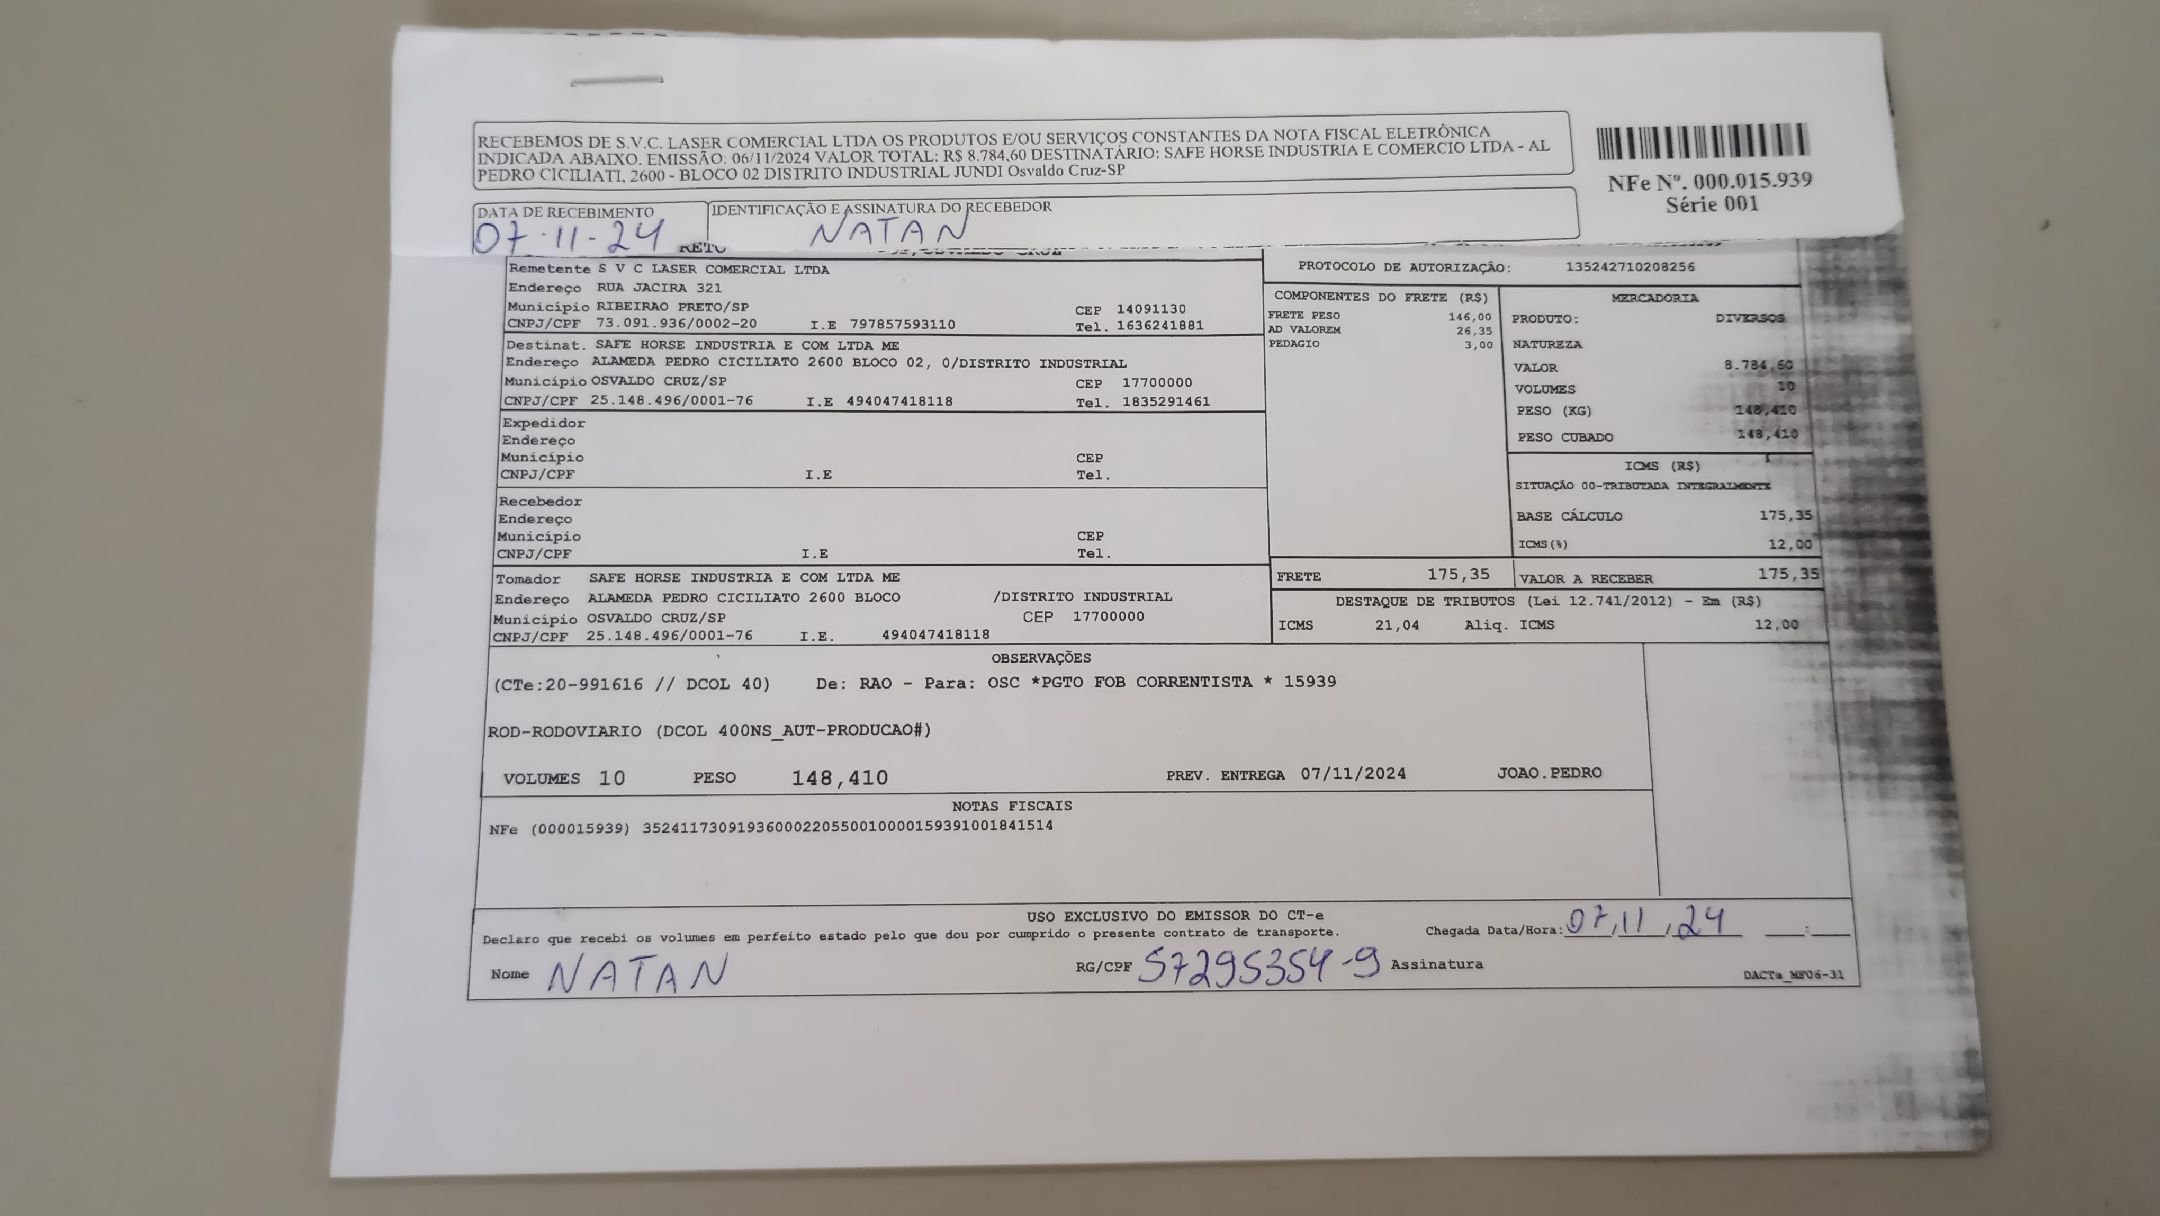 RECEBEMOS DE S.V.C. LASER COMERCIAL LTDA OS PRODUTOS E/OU SERVIÇOS CONSTANTES DA NOTA FISCAL ELETRÔNICA
INDICADA ABAIXO. EMISSÃO: 06/11/2024 VALOR TOTAL: R$ 8.784,60 DESTINATÁRIO: SAFE HORSE INDUSTRIA E COMERCIO LTDA - AL
PEDRO CICILIATI, 2600 - BLOCO 02 DISTRITO INDUSTRIAL JUNDI Osvaldo Cruz-SP
NFe Nº. 000.015.939
Série 001
DATA DE RECEBIMENTO
07-11-24
IDENTIFICAÇÃO E ASSINATURA DO RECEBEDOR
NATAN
Remetente S V C LASER COMERCIAL LTDA
Endereço RUA JACIRA 321
Município RIBEIRAO PRETO/SP CEP 14091130
CNPJ/CPF 73.091.936/0002-20 I.E 797857593110 Tel. 1636241881
Destinat. SAFE HORSE INDUSTRIA E COM LTDA ME
Endereço ALAMEDA PEDRO CICILIATO 2600 BLOCO 02, 0/DISTRITO INDUSTRIAL
Município OSVALDO CRUZ/SP CEP 17700000
CNPJ/CPF 25.148.496/0001-76 I.E 494047418118 Tel. 1835291461
Expedidor
Endereço
Município CEP
CNPJ/CPF I.E Tel.
Recebedor
Endereço
Município CEP
CNPJ/CPF I.E Tel.
Tomador SAFE HORSE INDUSTRIA E COM LTDA ME
Endereço ALAMEDA PEDRO CICILIATO 2600 BLOCO /DISTRITO INDUSTRIAL
Município OSVALDO CRUZ/SP CEP 17700000
CNPJ/CPF 25.148.496/0001-76 I.E. 494047418118
PROTOCOLO DE AUTORIZAÇÃO: 135242710208256
COMPONENTES DO FRETE (R$)
FRETE PESO 146,00
AD VALOREM 26,35
PEDAGIO 3,00
MERCADORIA
PRODUTO: DIVERSOS
NATUREZA
VALOR 8.784,60
VOLUMES 10
PESO (KG) 148,410
PESO CUBADO 148,410
ICMS (R$)
SITUAÇÃO 00-TRIBUTADA INTEGRALMENTE
BASE CÁLCULO 175,35
ICMS(%) 12,00
FRETE 175,35 VALOR A RECEBER 175,35
DESTAQUE DE TRIBUTOS (Lei 12.741/2012) - Em (R$)
ICMS 21,04 Aliq. ICMS 12,00
OBSERVAÇÕES
(CTe:20-991616 // DCOL 40) De: RAO - Para: OSC *PGTO FOB CORRENTISTA * 15939
ROD-RODOVIARIO (DCOL 400NS_AUT-PRODUCAO#)
VOLUMES 10 PESO 148,410 PREV. ENTREGA 07/11/2024 JOAO.PEDRO
NOTAS FISCAIS
NFe (000015939) 35241173091936000220550010000159391001841514
USO EXCLUSIVO DO EMISSOR DO CT-e
Declaro que recebi os volumes em perfeito estado pelo que dou por cumprido o presente contrato de transporte. Chegada Data/Hora: 07/11/24 __:__
Nome NATAN RG/CPF 57295354-9 Assinatura
DACTe_MF06-31